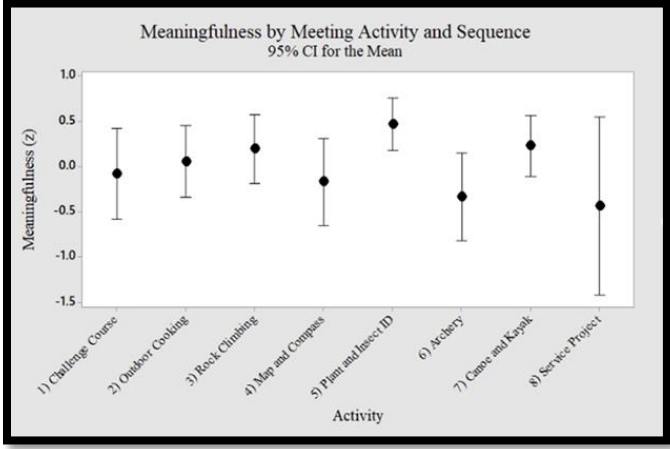 Meaningfulness by Meeting Activity and Sequence
95% CI for the Mean
Meaningfulness (z)
1.0
0.5
0.0
-0.5
-1.0
-1.5
1) Challenge Course
2) Outdoor Cooking
3) Rock Climbing
4) Map and Compass
5) Plant and Insect ID
6) Archery
7) Canoe and Kayak
8) Service Project
Activity